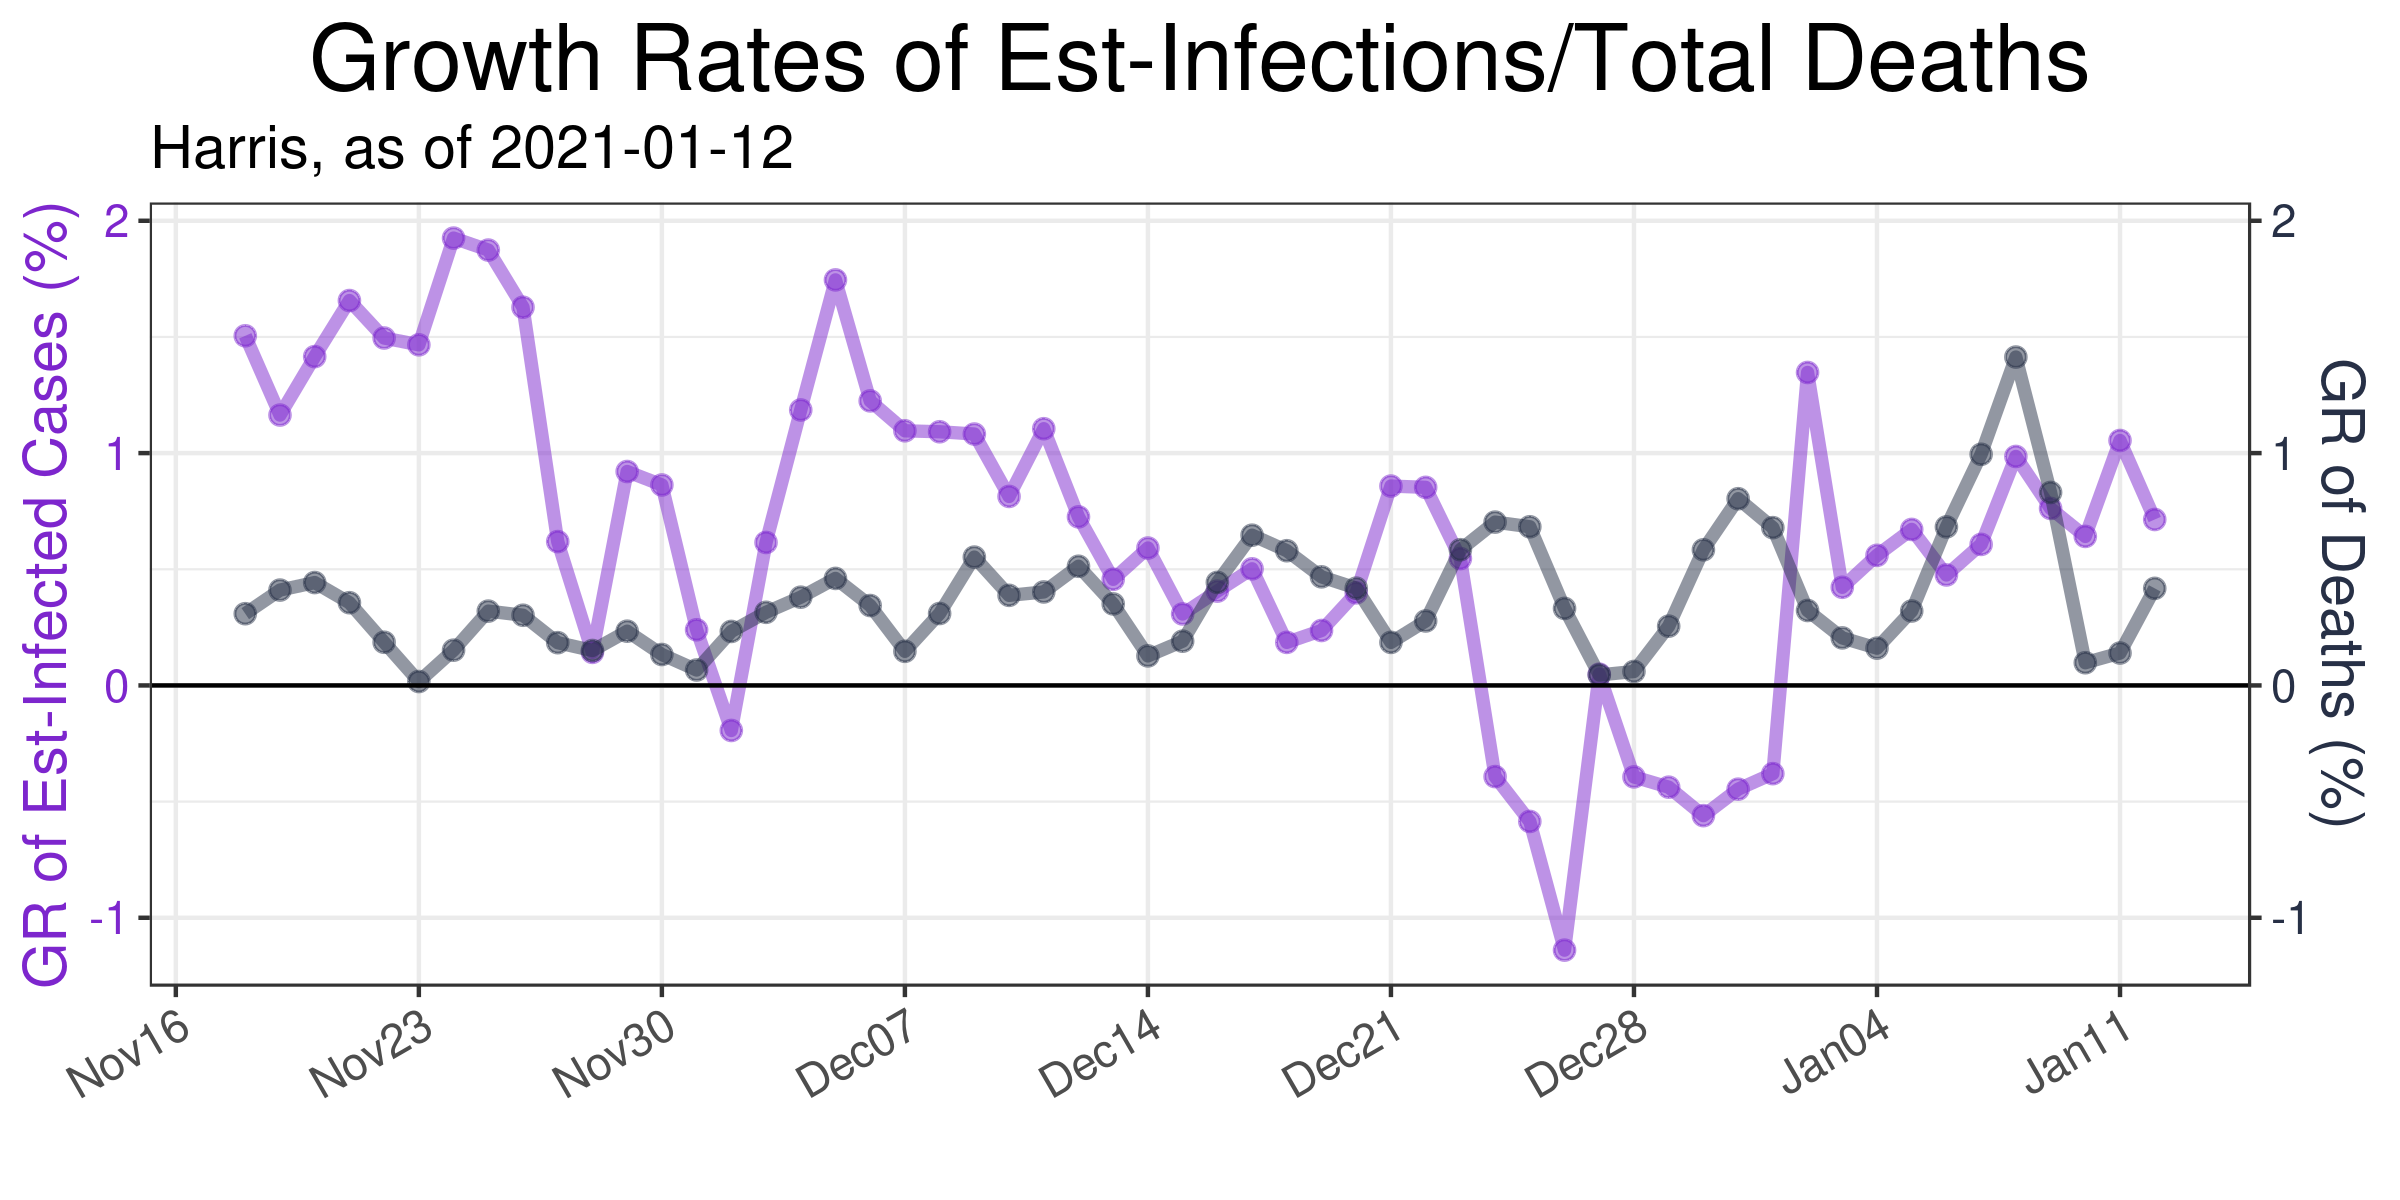 Growth Rates of Est-Infections/Total Deaths
Harris, as of 2021-01-12
GR of Est-Infected Cases (%)
2
1
0
-1
2
1
0
-1
GR of Deaths (%)
Nov16
Nov23
Nov30
Dec07
Dec14
Dec21
Dec28
Jan04
Jan11